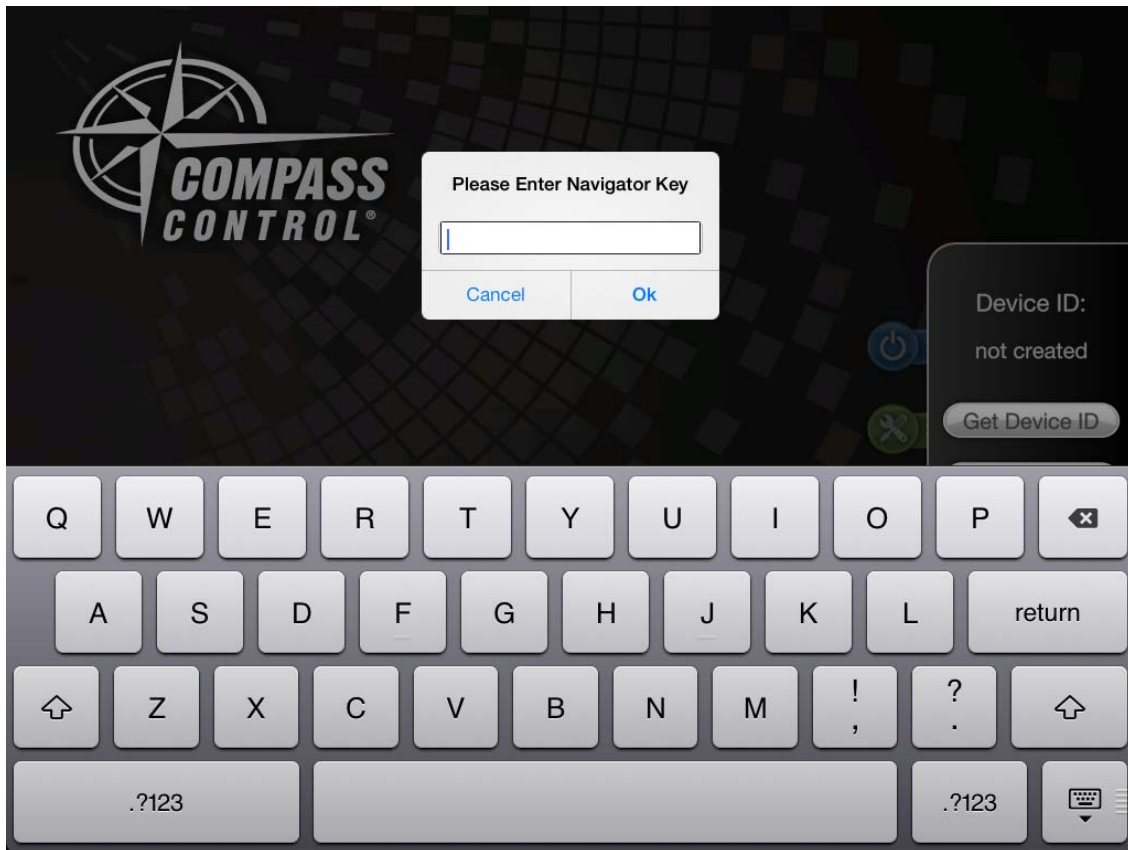 COMPASS
CONTROL®
Please Enter Navigator Key
Cancel Ok
Device ID:
not created
Get Device ID
Q W E R T Y U I O P
A S D F G H J K L return
Z X C V B N M ! , ? .
.?123 .?123